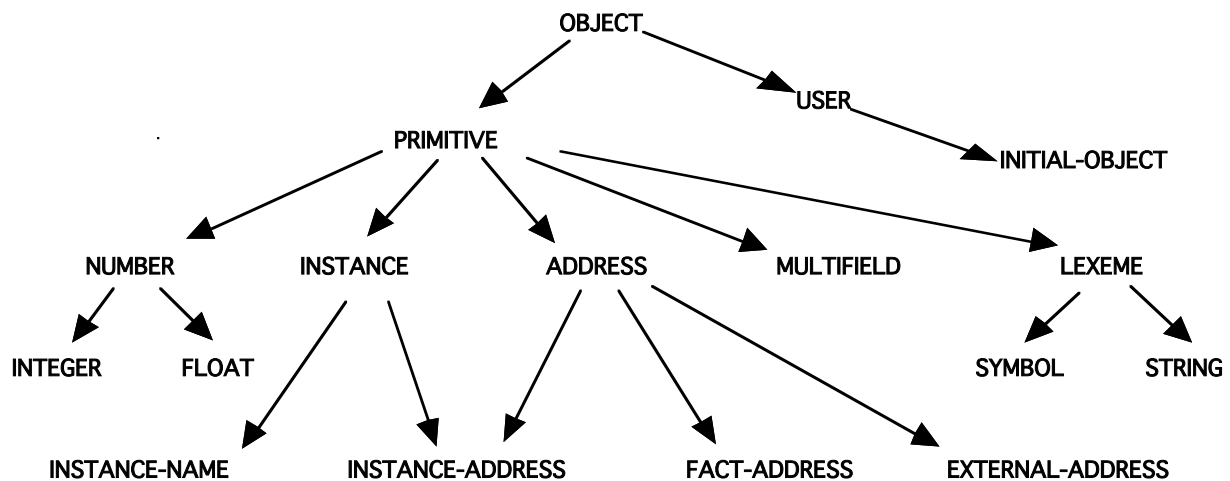 OBJECT
USER
PRIMITIVE
INITIAL-OBJECT
NUMBER INSTANCE ADDRESS MULTIFIELD LEXEME
INTEGER FLOAT SYMBOL STRING
INSTANCE-NAME INSTANCE-ADDRESS FACT-ADDRESS EXTERNAL-ADDRESS